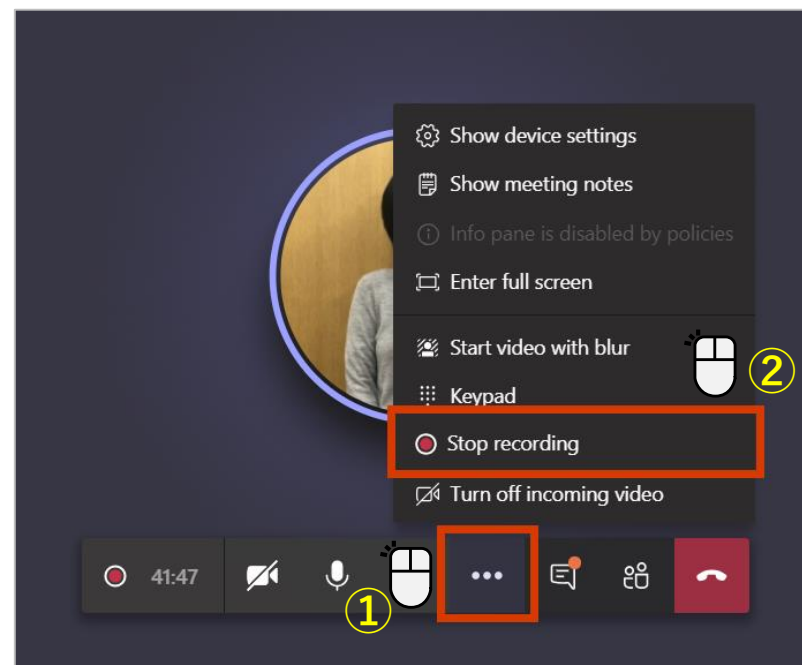 Show device settings
Show meeting notes
Info pane is disabled by policies
Enter full screen
Start video with blur
②
Keypad
Stop recording
Turn off incoming video
41:47
①